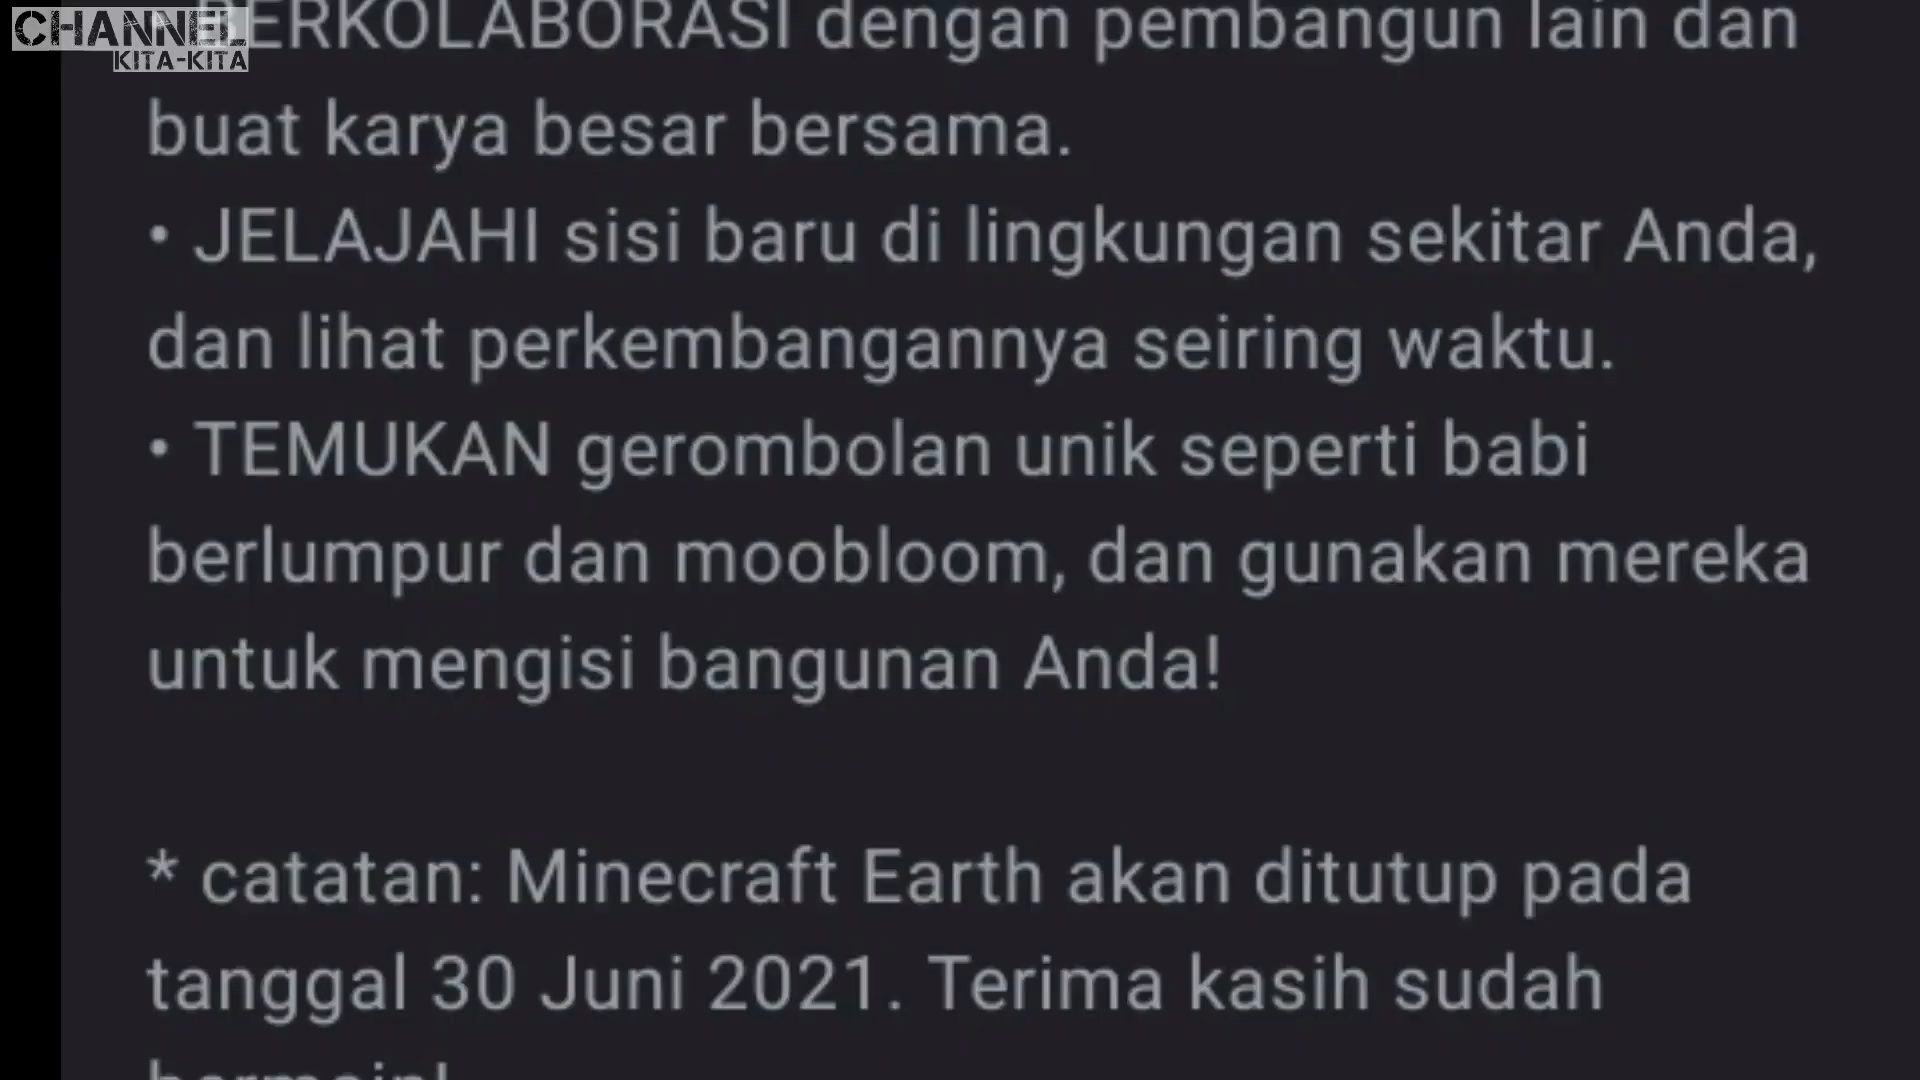 CHANNEL
KITA-KITA
BERKOLABORASI dengan pembangun lain dan
buat karya besar bersama.
• JELAJAHI sisi baru di lingkungan sekitar Anda,
dan lihat perkembangannya seiring waktu.
• TEMUKAN gerombolan unik seperti babi
berlumpur dan moobloom, dan gunakan mereka
untuk mengisi bangunan Anda!
* catatan: Minecraft Earth akan ditutup pada
tanggal 30 Juni 2021. Terima kasih sudah
bermain!